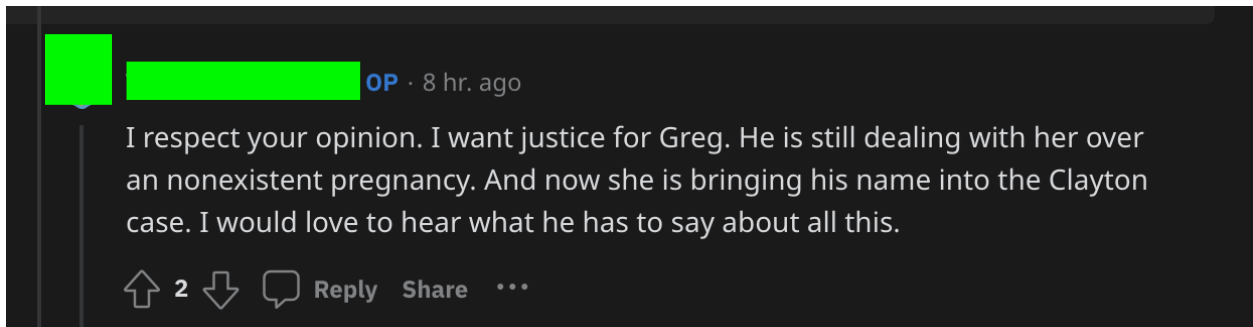 OP · 8 hr. ago
I respect your opinion. I want justice for Greg. He is still dealing with her over
an nonexistent pregnancy. And now she is bringing his name into the Clayton
case. I would love to hear what he has to say about all this.
2 Reply Share ···